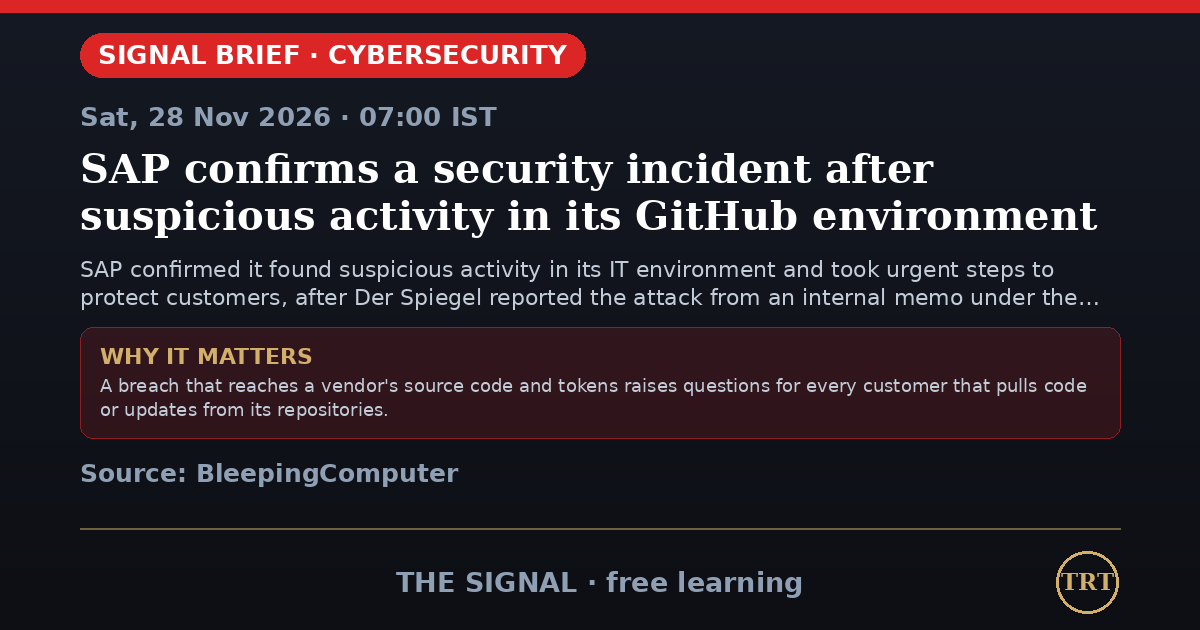 SIGNAL BRIEF · CYBERSECURITY
Sat, 28 Nov 2026 · 07:00 IST
SAP confirms a security incident after
suspicious activity in its GitHub environment
SAP confirmed it found suspicious activity in its IT environment and took urgent steps to
protect customers, after Der Spiegel reported the attack from an internal memo under the…
WHY IT MATTERS
A breach that reaches a vendor's source code and tokens raises questions for every customer that pulls code
or updates from its repositories.
Source: BleepingComputer
THE SIGNAL · free learning
TRT